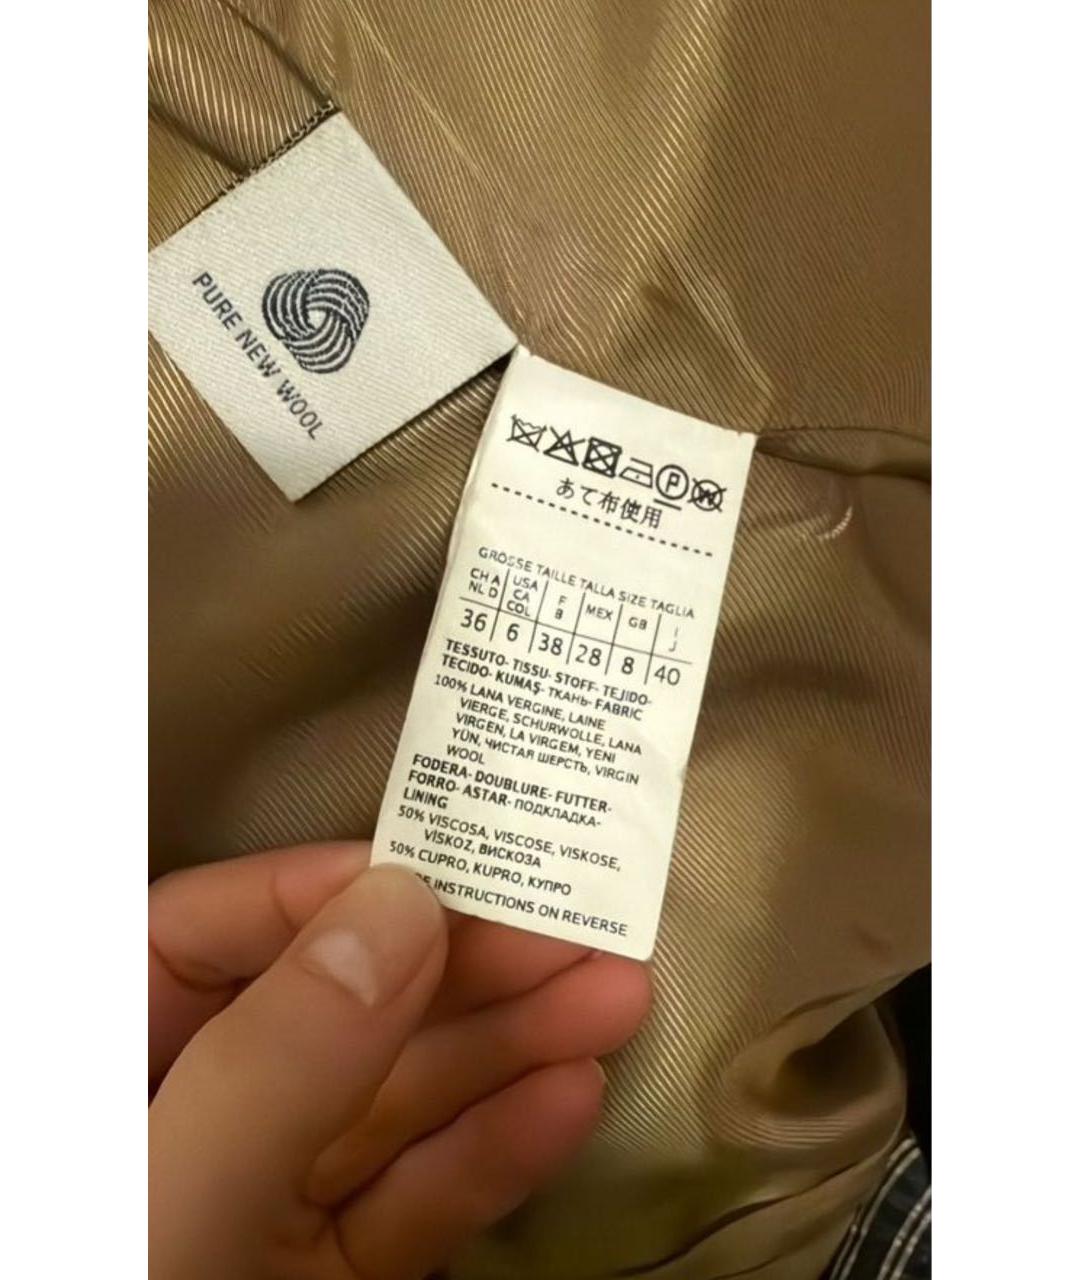 PURE NEW WOOL
P W
あて布使用
GRÖSSE TAILLE TALLA SIZE TAGLIA
CH A NL D USA CA COL F B MEX GB I J
36 6 38 28 8 40
TESSUTO- TISSU- STOFF- TEJIDO-
TECIDO- KUMAŞ- ТКАНЬ- FABRIC
100% LANA VERGINE, LAINE
VIERGE, SCHURWOLLE, LANA
VIRGEN, LA VIRGEM, YENI
YÜN, ЧИСТАЯ ШЕРСТЬ, VIRGIN
WOOL
FODERA- DOUBLURE- FUTTER-
FORRO- ASTAR- ПОДКЛАДКА-
LINING
50% VISCOSA, VISCOSE, VISKOSE,
VİSKOZ, ВИСКОЗА
50% CUPRO, KUPRO, КУПРО
INSTRUCTIONS ON REVERSE